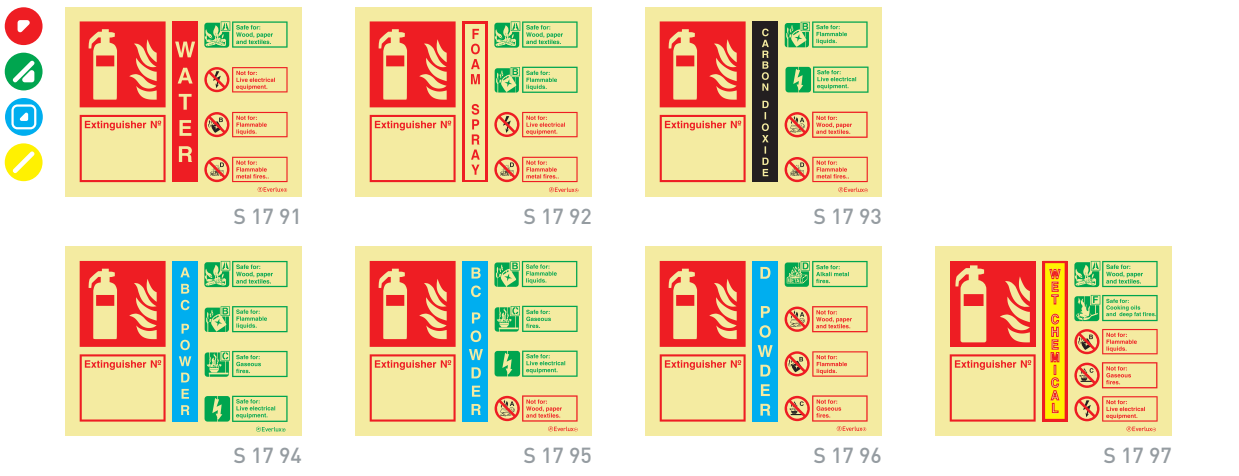 WATER
Extinguisher Nº
A
Safe for:
Wood, paper
and textiles.
Not for:
Live electrical
equipment.
B
Not for:
Flammable
liquids.
D
Not for:
Flammable
metal fires..
Everlux®
S 17 91
FOAM SPRAY
Extinguisher Nº
A
Safe for:
Wood, paper
and textiles.
B
Safe for:
Flammable
liquids.
Not for:
Live electrical
equipment.
D
Not for:
Flammable
metal fires..
Everlux®
S 17 92
CARBON DIOXIDE
Extinguisher Nº
B
Safe for:
Flammable
liquids.
Safe for:
Live electrical
equipment.
A
Not for:
Wood, paper
and textiles.
D
Not for:
Flammable
metal fires..
Everlux®
S 17 93
ABC POWDER
Extinguisher Nº
A
Safe for:
Wood, paper
and textiles.
B
Safe for:
Flammable
liquids.
C
Safe for:
Gaseous
fires.
Safe for:
Live electrical
equipment.
Everlux®
S 17 94
BC POWDER
Extinguisher Nº
B
Safe for:
Flammable
liquids.
C
Safe for:
Gaseous
fires.
Safe for:
Live electrical
equipment.
A
Not for:
Wood, paper
and textiles.
Everlux®
S 17 95
D POWDER
Extinguisher Nº
D
Safe for:
Alkali metal
fires.
A
Not for:
Wood, paper
and textiles.
B
Not for:
Flammable
liquids.
C
Not for:
Gaseous
fires.
Everlux®
S 17 96
WET CHEMICAL
Extinguisher Nº
A
Safe for:
Wood, paper
and textiles.
F
Safe for:
Cooking oils
and deep fat fires.
B
Not for:
Flammable
liquids.
C
Not for:
Gaseous
fires.
Not for:
Live electrical
equipment.
Everlux®
S 17 97